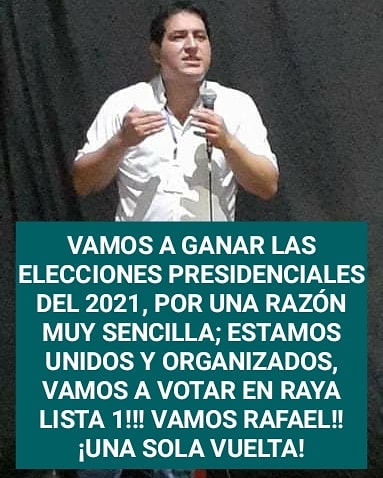 VAMOS A GANAR LAS
ELECCIONES PRESIDENCIALES
DEL 2021, POR UNA RAZÓN
MUY SENCILLA; ESTAMOS
UNIDOS Y ORGANIZADOS,
VAMOS A VOTAR EN RAYA
LISTA 1!!! VAMOS RAFAEL!!
¡UNA SOLA VUELTA!